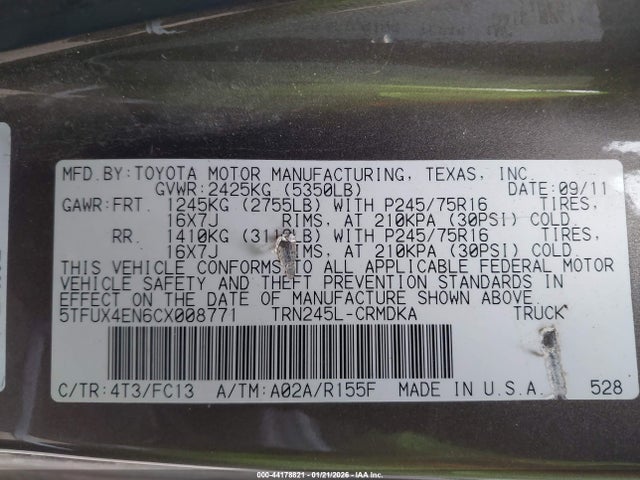 MFD.BY:TOYOTA MOTOR MANUFACTURING, TEXAS, INC.
GVWR:2425KG (5350LB) DATE:09/11
GAWR:FRT. 1245KG (2755LB) WITH P245/75R16 TIRES,
16X7J RIMS, AT 210KPA (30PSI) COLD.
RR. 1410KG LB) WITH P245/75R16 TIRES,
16X7J RIMS, AT 210KPA (30PSI) COLD.
THIS VEHICLE CONFORMS TO ALL APPLICABLE FEDERAL MOTOR
VEHICLE SAFETY AND THEFT PREVENTION STANDARDS IN
EFFECT ON THE DATE OF MANUFACTURE SHOWN ABOVE.
5TFUX4EN6CX008771 TRN245L-CRMDKA TRUCK
C/TR:4T3/FC13 A/TM:A02A/R155F MADE IN U.S.A. 528
000-44178821 - 01/21/2026 - IAA Inc.